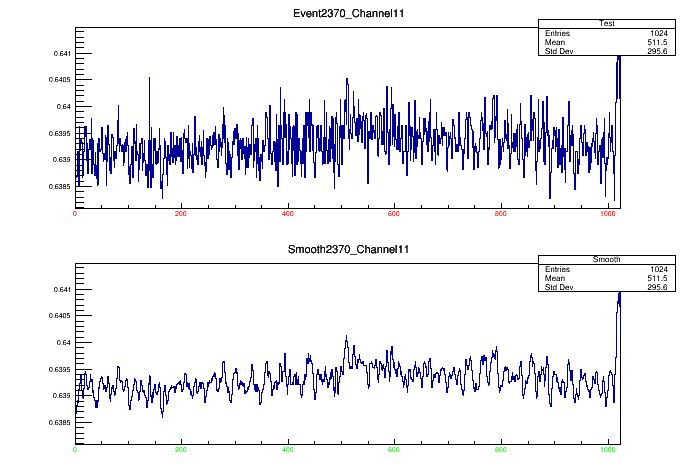 Event2370_Channel11
Test
Entries 1024
Mean 511.5
Std Dev 295.6
0.641
0.6405
0.64
0.6395
0.639
0.6385
0 200 400 600 800 1000
Smooth2370_Channel11
Smooth
Entries 1024
Mean 511.5
Std Dev 295.6
0.641
0.6405
0.64
0.6395
0.639
0.6385
0 200 400 600 800 1000